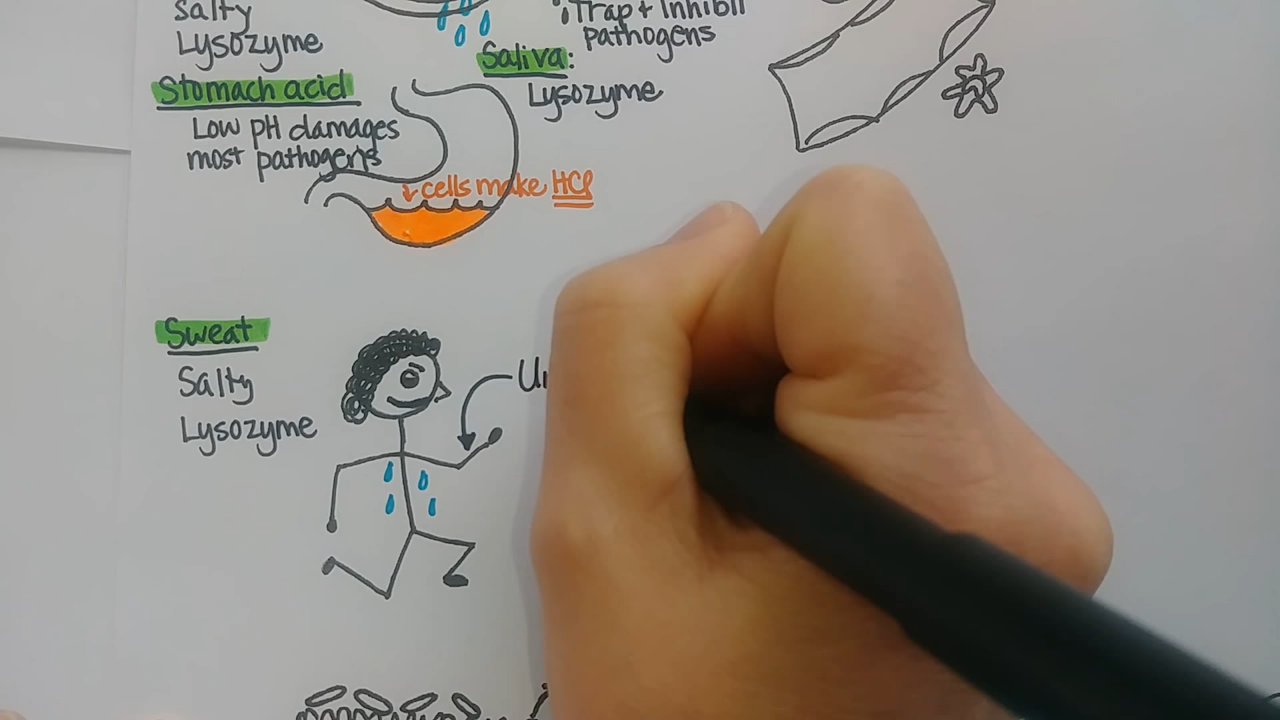 Salty
Lysozyme
Trap + Inhibit
pathogens
Saliva:
Lysozyme
Stomach acid
Low pH damages
most pathogens
cells make HCl
Sweat
Salty
Lysozyme